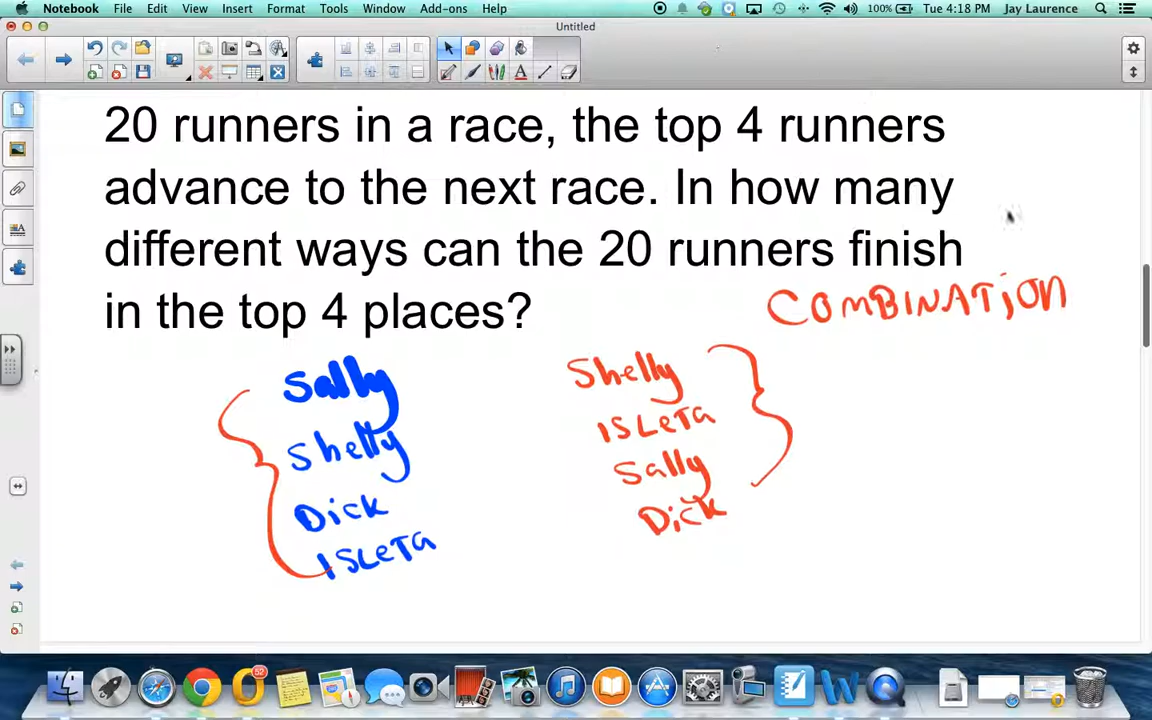 Notebook File Edit View Insert Format Tools Window Add-ons Help 100% Tue 4:18 PM Jay Laurence
Untitled
20 runners in a race, the top 4 runners
advance to the next race. In how many
different ways can the 20 runners finish
in the top 4 places?
COMBINATiON
Sally
Shelly
Dick
ISLeTa
Shelly
ISLeTa
Sally
Dick
52